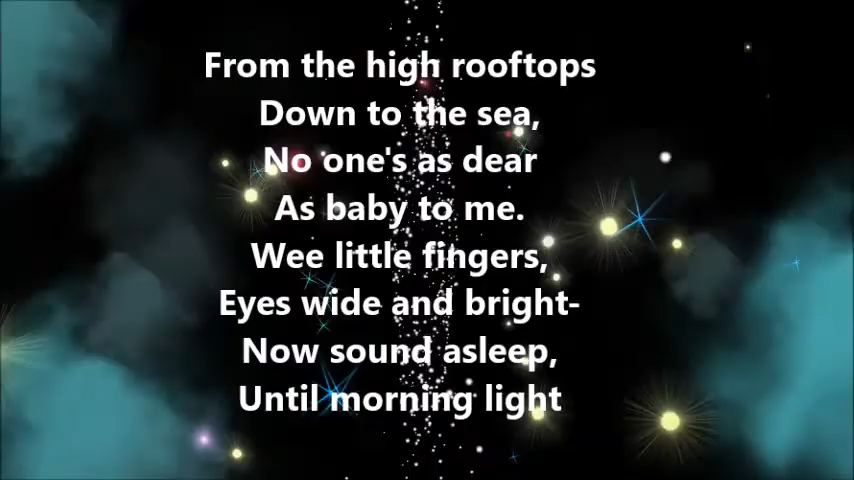 From the high rooftops
Down to the sea,
No one's as dear
As baby to me.
Wee little fingers,
Eyes wide and bright-
Now sound asleep,
Until morning light